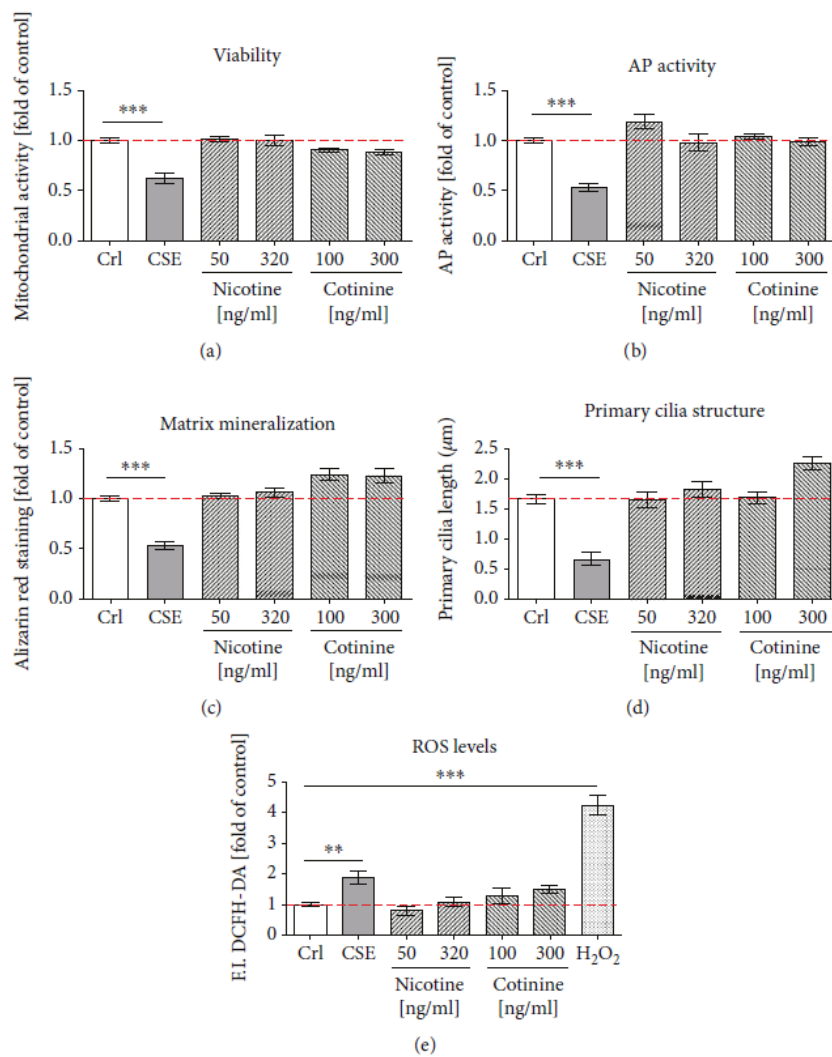 Viability
Mitochondrial activity [fold of control]
1.5
1.0
0.5
0.0
***
Crl CSE 50 320 100 300
Nicotine Cotinine
[ng/ml] [ng/ml]
(a)
AP activity
AP activity [fold of control]
1.5
1.0
0.5
0.0
***
Crl CSE 50 320 100 300
Nicotine Cotinine
[ng/ml] [ng/ml]
(b)
Matrix mineralization
Alizarin red staining [fold of control]
1.5
1.0
0.5
0.0
***
Crl CSE 50 320 100 300
Nicotine Cotinine
[ng/ml] [ng/ml]
(c)
Primary cilia structure
Primary cilia length (μm)
2.5
2.0
1.5
1.0
0.5
0.0
***
Crl CSE 50 320 100 300
Nicotine Cotinine
[ng/ml] [ng/ml]
(d)
ROS levels
F.I. DCFH-DA [fold of control]
5
4
3
2
1
0
***
**
Crl CSE 50 320 100 300 H₂O₂
Nicotine Cotinine
[ng/ml] [ng/ml]
(e)